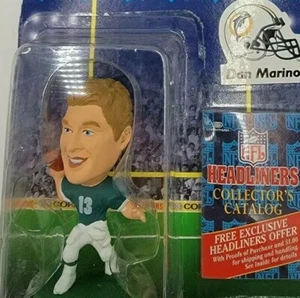 Dan Marino
13
NFL
HEADLINERS
COLLECTOR'S
CATALOG
FREE EXCLUSIVE
HEADLINERS OFFER
With Proofs of Purchase and $1.00
for shipping and handling.
See inside for details.